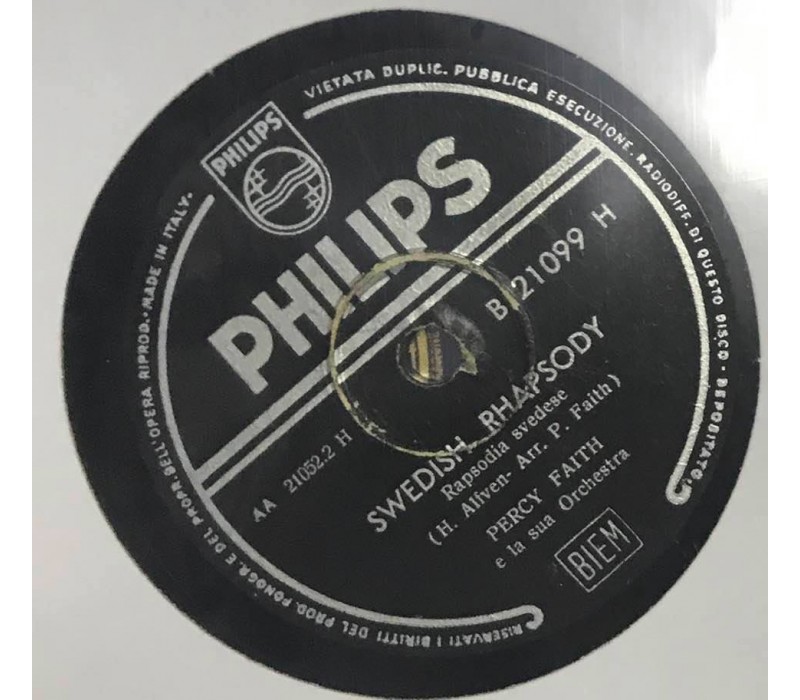 PHILIPS
PHILIPS
B 21099 H
AA 21052.2 H
SWEDISH RHAPSODY
Rapsodia svedese
(H. Alfven- Arr. P. Faith)
PERCY FAITH
e la sua Orchestra
BIEM
RISERVATI I DIRITTI DEL PROD. FONOGR. E DEL PROPR. DELL'OPERA RIPROD. · MADE IN ITALY ·
VIETATA DUPLIC. PUBBLICA ESECUZIONE · RADIODIFF. DI QUESTO DISCO · DEPOSITATO